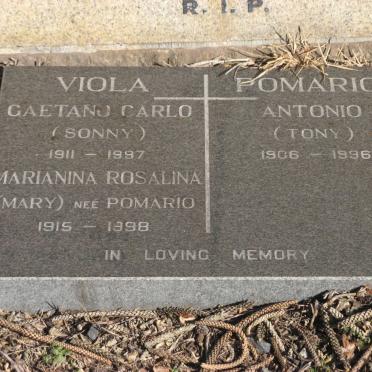 R.I.P.
VIOLA
GAETANO CARLO
(SONNY)
1911 – 1997
MARIANINA ROSALINA
(MARY) NEÉ POMARIO
1915 – 1998
POMARIO
ANTONIO
(TONY)
1906 – 1996
IN LOVING MEMORY